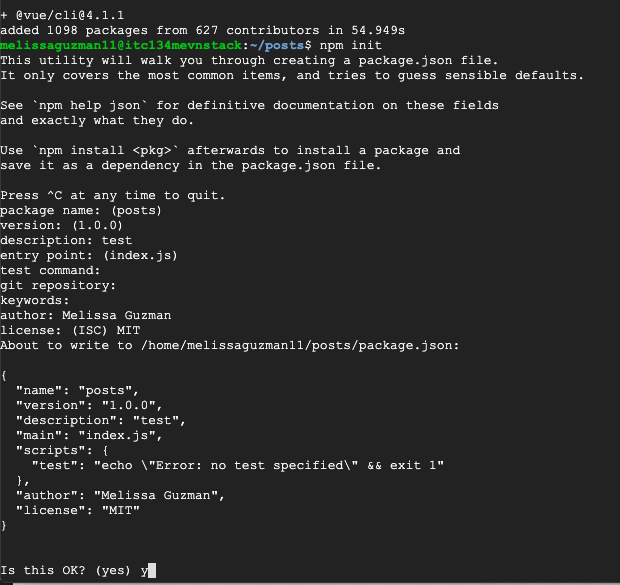 + @vue/cli@4.1.1
added 1098 packages from 627 contributors in 54.949s
melissaguzman11@itc134mevnstack:~/posts$ npm init
This utility will walk you through creating a package.json file.
It only covers the most common items, and tries to guess sensible defaults.
See `npm help json` for definitive documentation on these fields
and exactly what they do.
Use `npm install <pkg>` afterwards to install a package and
save it as a dependency in the package.json file.
Press ^C at any time to quit.
package name: (posts)
version: (1.0.0)
description: test
entry point: (index.js)
test command:
git repository:
keywords:
author: Melissa Guzman
license: (ISC) MIT
About to write to /home/melissaguzman11/posts/package.json:
{
  "name": "posts",
  "version": "1.0.0",
  "description": "test",
  "main": "index.js",
  "scripts": {
    "test": "echo \"Error: no test specified\" && exit 1"
  },
  "author": "Melissa Guzman",
  "license": "MIT"
}
Is this OK? (yes) y